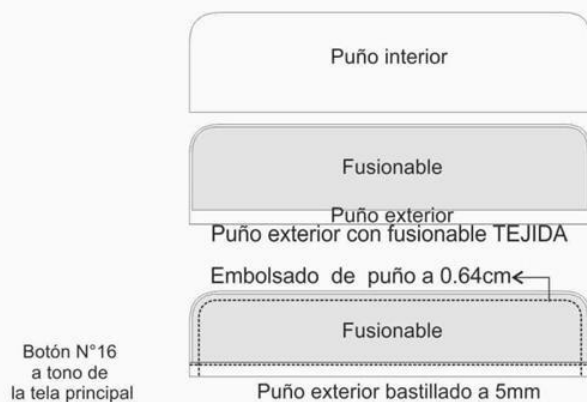 Puño interior
Fusionable
Puño exterior
Puño exterior con fusionable TEJIDA
Embolsado de puño a 0.64cm
Fusionable
Botón N°16
a tono de
la tela principal
Puño exterior bastillado a 5mm